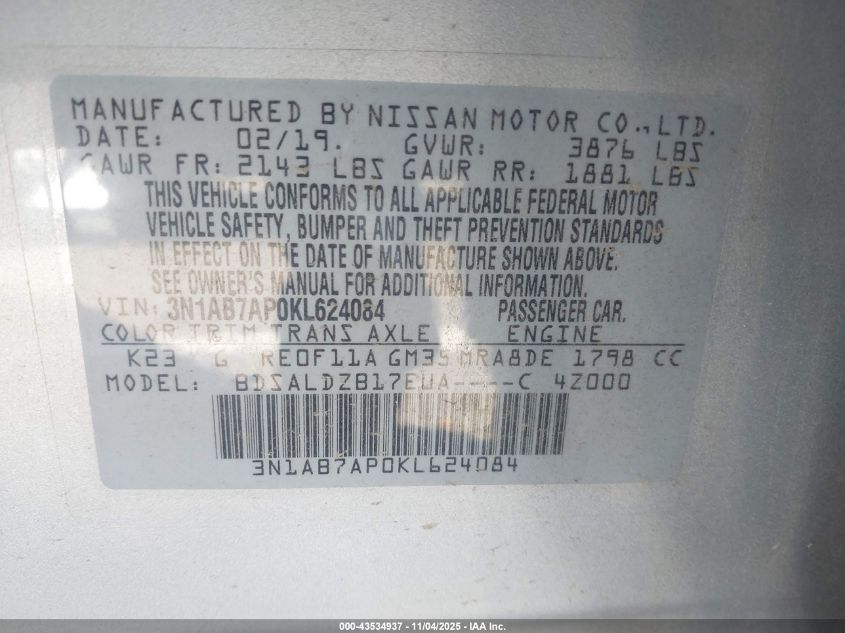 MANUFACTURED BY NISSAN MOTOR CO., LTD.
DATE: 02/19. GVWR: 3876 LBS
GAWR FR: 2143 LBS GAWR RR: 1881 LBS
THIS VEHICLE CONFORMS TO ALL APPLICABLE FEDERAL MOTOR
VEHICLE SAFETY, BUMPER AND THEFT PREVENTION STANDARDS
IN EFFECT ON THE DATE OF MANUFACTURE SHOWN ABOVE.
SEE OWNER'S MANUAL FOR ADDITIONAL INFORMATION.
VIN: 3N1AB7AP0KL624084 PASSENGER CAR.
COLOR TRIM TRANS AXLE ENGINE
K23 G RE0F11A GM35 MRA8DE 1798 CC
MODEL: BDSALDZB17EUA----C 4Z000
3N1AB7AP0KL624084
000-43534937 - 11/04/2025 - IAA Inc.